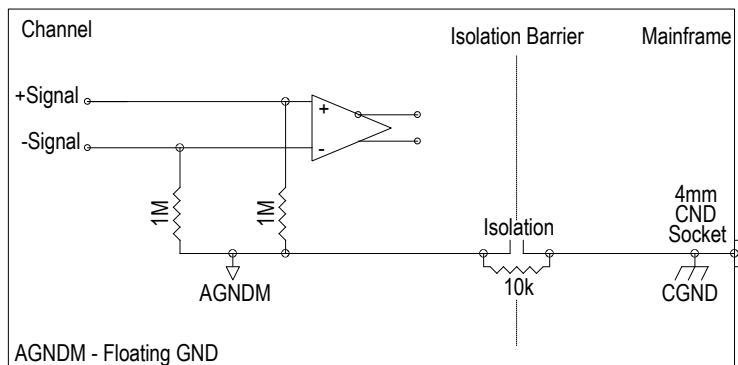 Channel
Isolation Barrier
Mainframe
+Signal
-Signal
+
-
1M
1M
Isolation
4mm
CND
Socket
10k
AGNDM
CGND
AGNDM - Floating GND